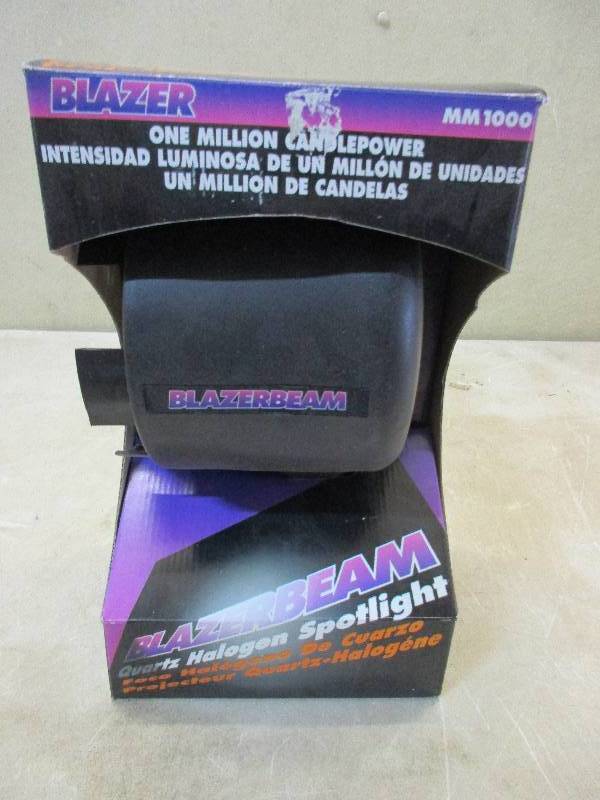 BLAZER
MM1000
ONE MILLION CANDLEPOWER
INTENSIDAD LUMINOSA DE UN MILLÓN DE UNIDADES
UN MILLION DE CANDELAS
BLAZERBEAM
BLAZERBEAM
Quartz Halogen Spotlight
Foco Halógeno De Cuarzo
Projecteur Quartz-Halogéne